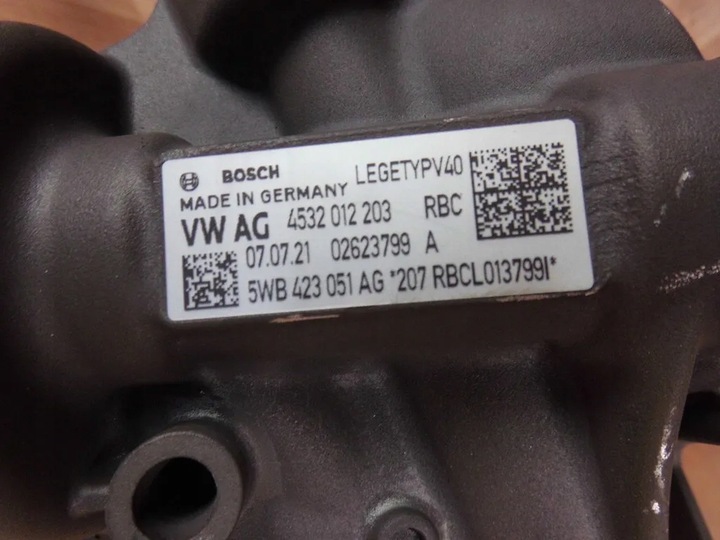 BOSCH LEGETYPV40
MADE IN GERMANY
VW AG 4532 012 203 RBC
07.07.21 02623799 A
5WB 423 051 AG *207 RBCL013799I*